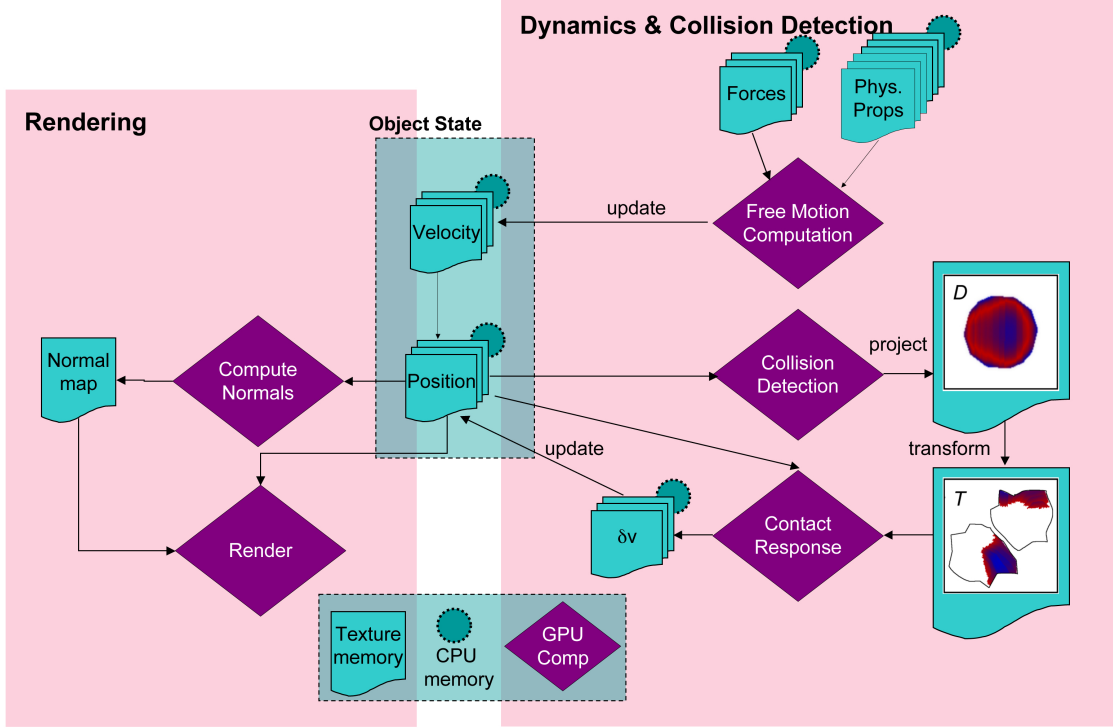 Dynamics & Collision Detection
Forces
Phys.
Props
Rendering
Object State
Velocity
update
Free Motion
Computation
D
project
Normal
map
Compute
Normals
Position
Collision
Detection
update
transform
T
Render
δv
Contact
Response
Texture
memory
CPU
memory
GPU
Comp